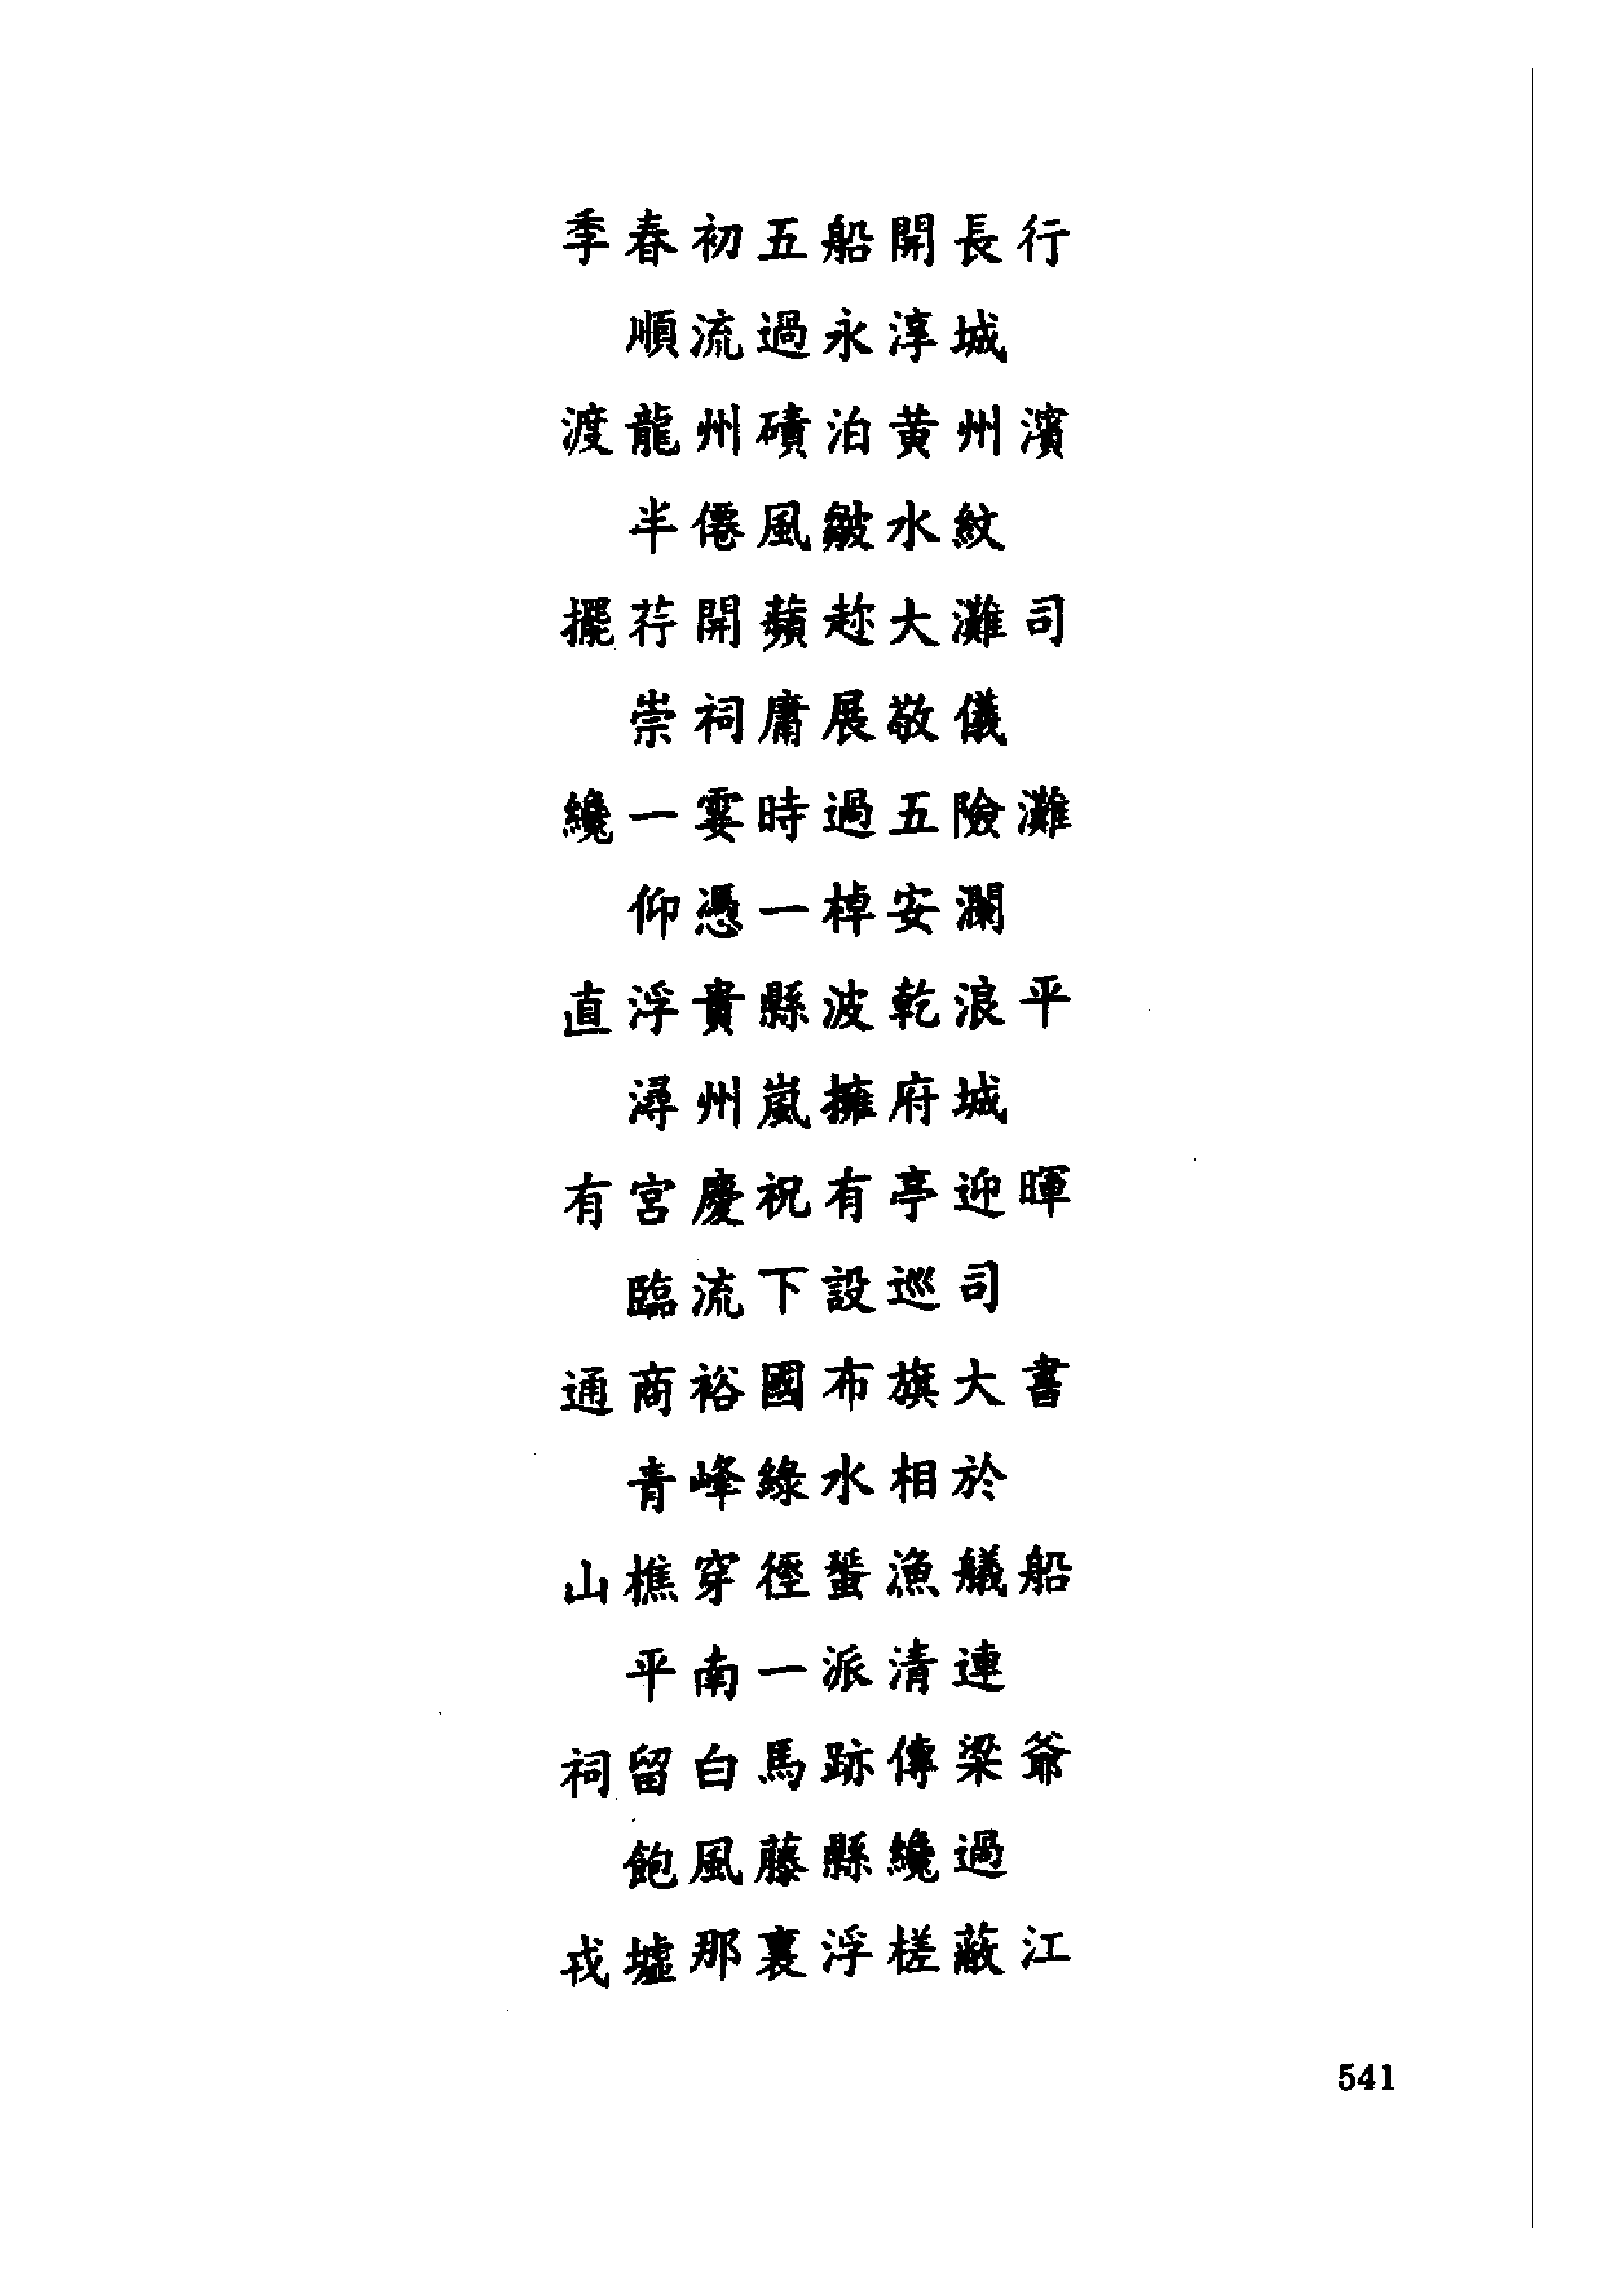 季春初五船開長行
順流過永淳城
渡龍州磧泊黄州濱
半僊風皺水紋
擺荇開蘋趂大灘司
崇祠庸展敬儀
纔一霎時過五險灘
仰憑一棹安瀾
直浮貴縣波乾浪平
潯州嵐擁府城
有宮慶祝有亭迎暉
臨流下設巡司
通商裕國布旗大書
青峰綠水相於
山樵穿徑蜑漁艤船
平南一派清連
祠留白馬跡傳梁爺
飽風藤縣纔過
戎墟那裏浮槎蔽江
541